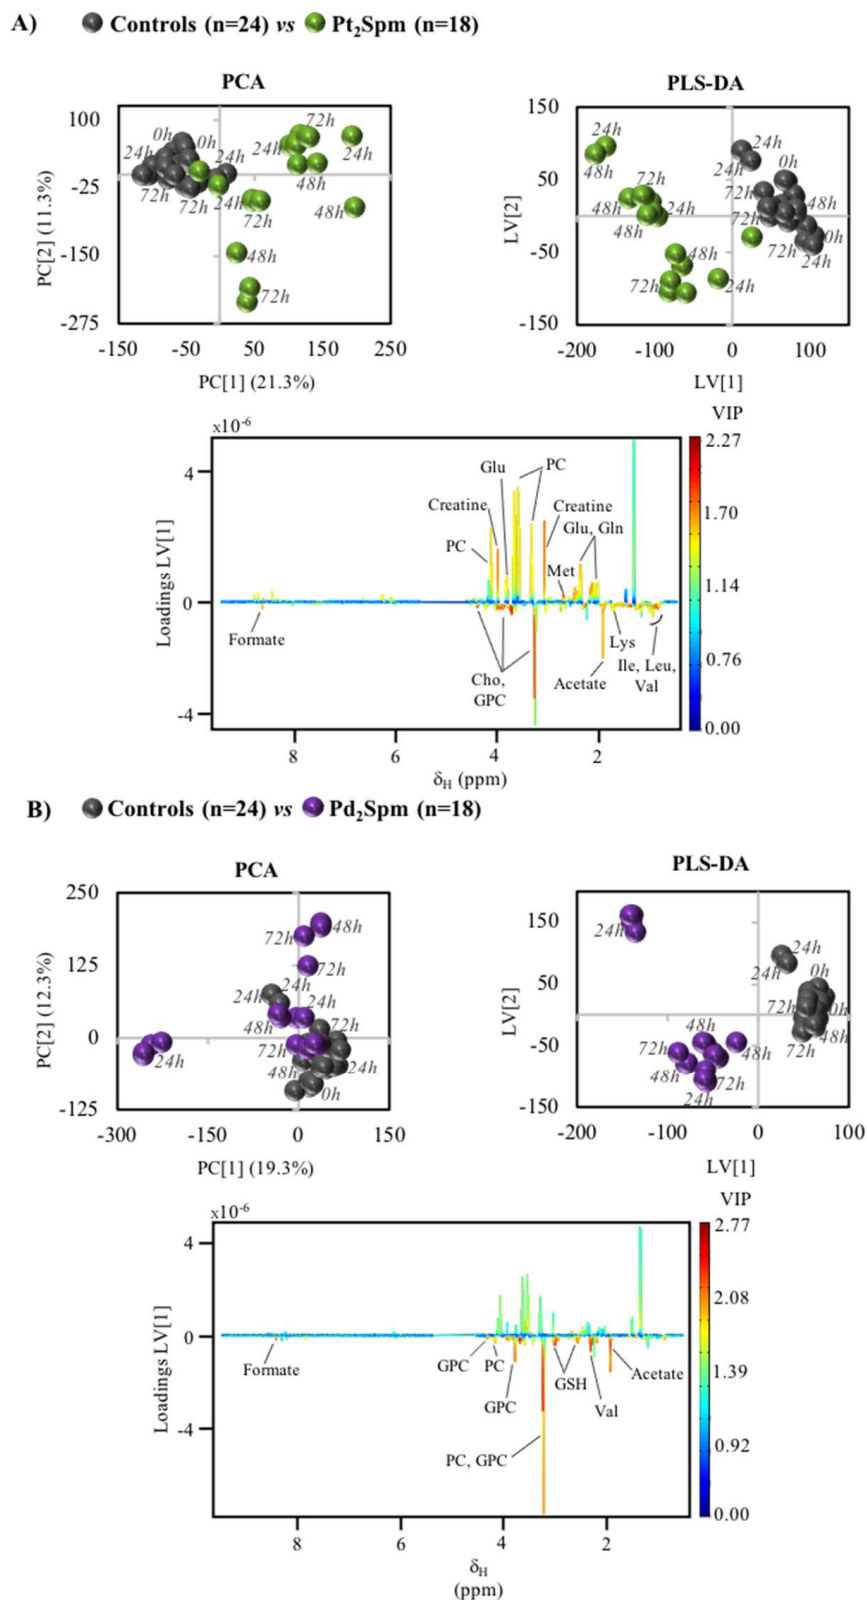 A) Controls (n=24) vs Pt2Spm (n=18)
PCA
100
-25
-150
-275
PC[2] (11.3%)
0h
0h
24h
24h
72h
72h
24h
72h
72h
24h
24h
48h
48h
48h
72h
-150 -50 50 150 250
PC[1] (21.3%)
PLS-DA
150
50
-50
-150
LV[2]
24h
48h
72h
48h
24h
48h
48h
72h
24h
24h
24h
0h
72h
48h
72h
0h
72h
24h
-200 -100 0 100
LV[1]
x10-6
4
0
-4
Loadings LV[1]
Glu
PC
Creatine
Creatine
Glu, Gln
PC
Met
Formate
Lys
Cho,
GPC
Acetate
Ile, Leu,
Val
8 6 4 2
δH (ppm)
VIP
2.27
1.70
1.14
0.76
0.00
B) Controls (n=24) vs Pd2Spm (n=18)
PCA
250
125
0
-125
PC[2] (12.3%)
48h
72h
72h
24h
24h
24h
48h
72h
24h
72h
48h
24h
0h
-300 -150 0 150
PC[1] (19.3%)
PLS-DA
150
50
-50
-150
LV[2]
24h
24h
24h
0h
72h
0h
48h
72h
48h
72h
48h
48h
72h
24h
-200 -100 0 100
LV[1]
x10-6
4
0
-4
Loadings LV[1]
Formate
GPC
PC
GPC
GSH
Val
Acetate
PC, GPC
8 6 4 2
δH
(ppm)
VIP
2.77
2.08
1.39
0.92
0.00